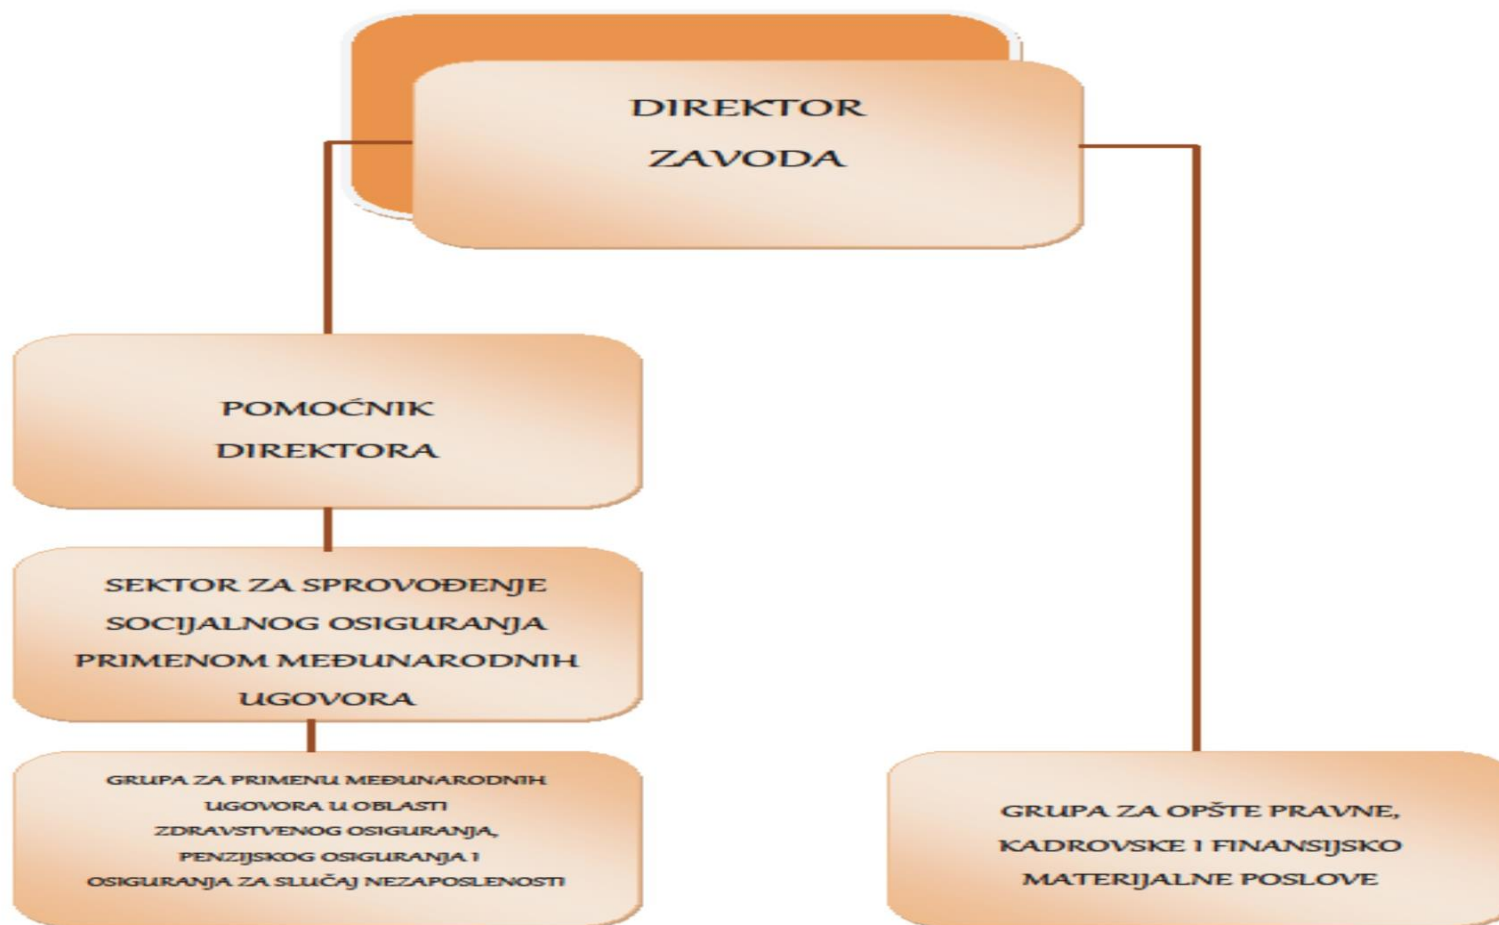 DIREKTOR
ZAVODA
POMOĆNIK
DIREKTORA
SEKTOR ZA SPROVOĐENJE
SOCIJALNOG OSIGURANJA
PRIMENOM MEĐUNARODNIH
UGOVORA
GRUPA ZA PRIMENU MEĐUNARODNIH
UGOVORA U OBLASTI
ZDRAVSTVENOG OSIGURANJA,
PENZIJSKOG OSIGURANJA I
OSIGURANJA ZA SLUČAJ NEZAPOSLENOSTI
GRUPA ZA OPŠTE PRAVNE,
KADROVSKE I FINANSIJSKO
MATERIJALNE POSLOVE